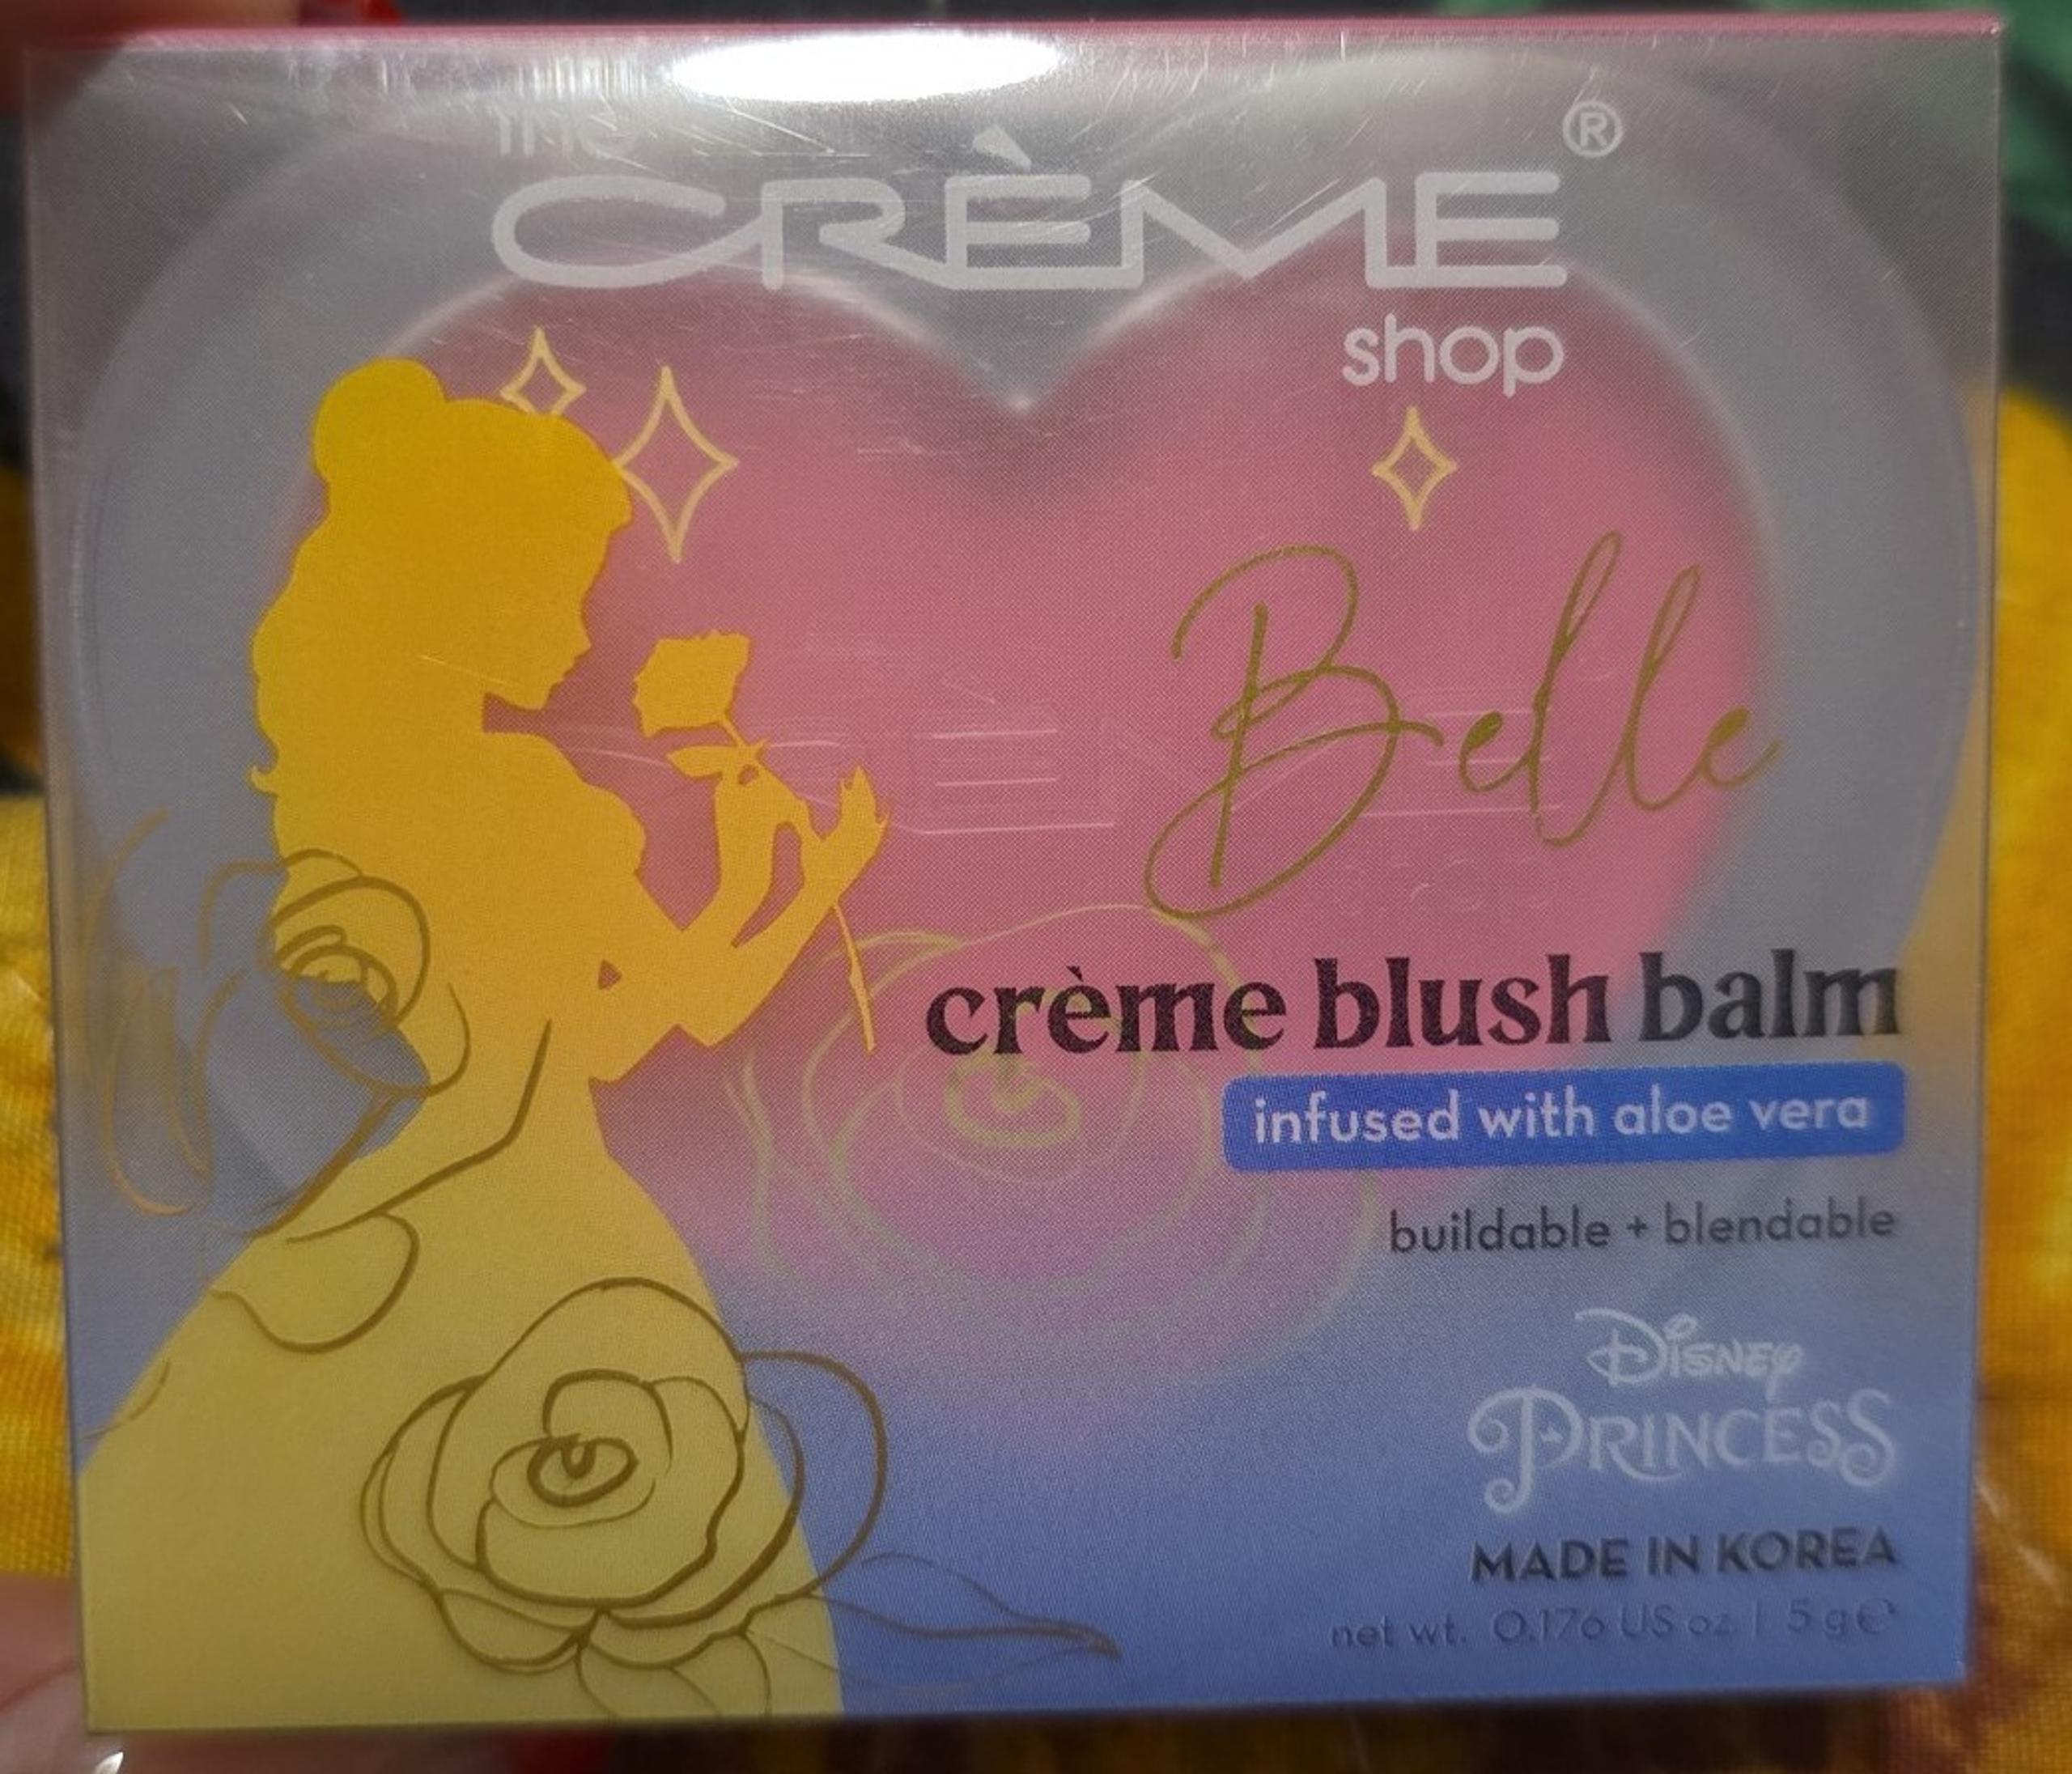 the
CRÈME®
shop
Belle
crème blush balm
infused with aloe vera
buildable + blendable
Disney
PRINCESS
MADE IN KOREA
net wt. 0.176 US oz | 5 g ℮